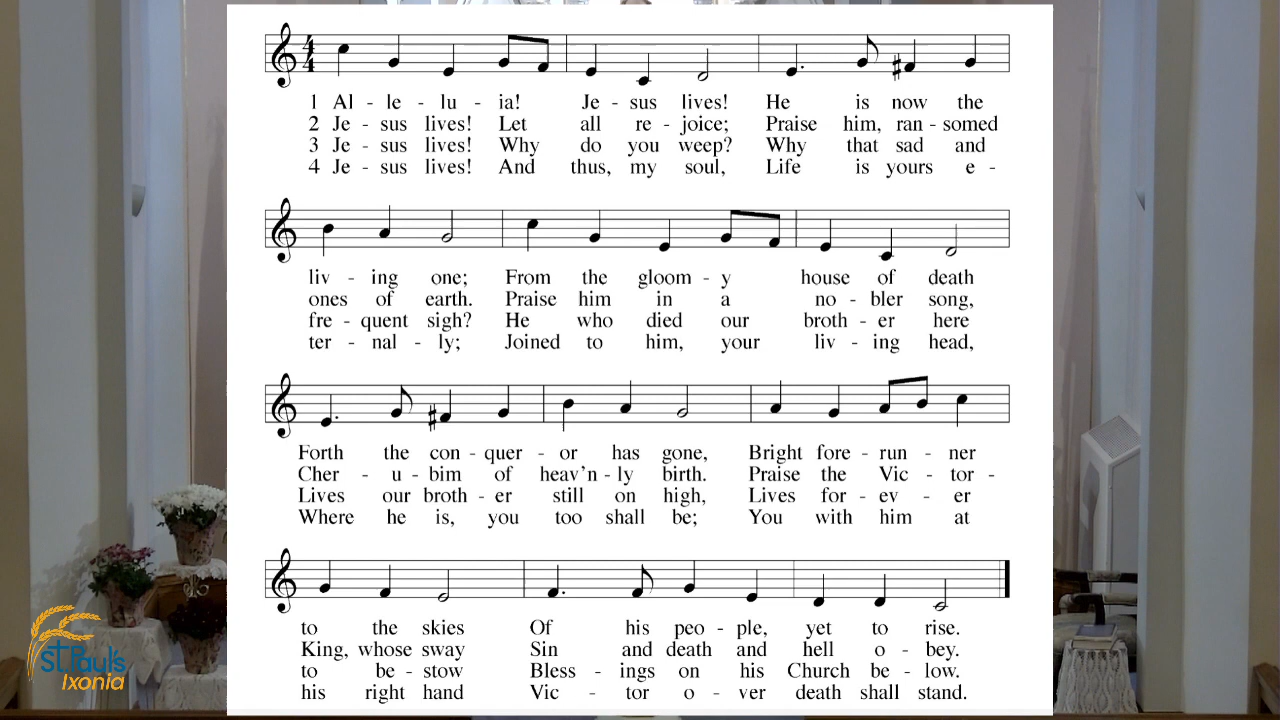 4
4
1 Al - le - lu - ia! Je - sus lives! He is now the
2 Je - sus lives! Let all re - joice; Praise him, ran - somed
3 Je - sus lives! Why do you weep? Why that sad and
4 Je - sus lives! And thus, my soul, Life is yours e -
liv - ing one; From the gloom - y house of death
ones of earth. Praise him in a no - bler song,
fre - quent sigh? He who died our broth - er here
ter - nal - ly; Joined to him, your liv - ing head,
Forth the con - quer - or has gone, Bright fore - run - ner
Cher - u - bim of heav'n - ly birth. Praise the Vic - tor -
Lives our broth - er still on high, Lives for - ev - er
Where he is, you too shall be; You with him at
to the skies Of his peo - ple, yet to rise.
King, whose sway Sin and death and hell o - bey.
to be - stow Bless - ings on his Church be - low.
his right hand Vic - tor o - ver death shall stand.
ST. Paul's
Ixonia